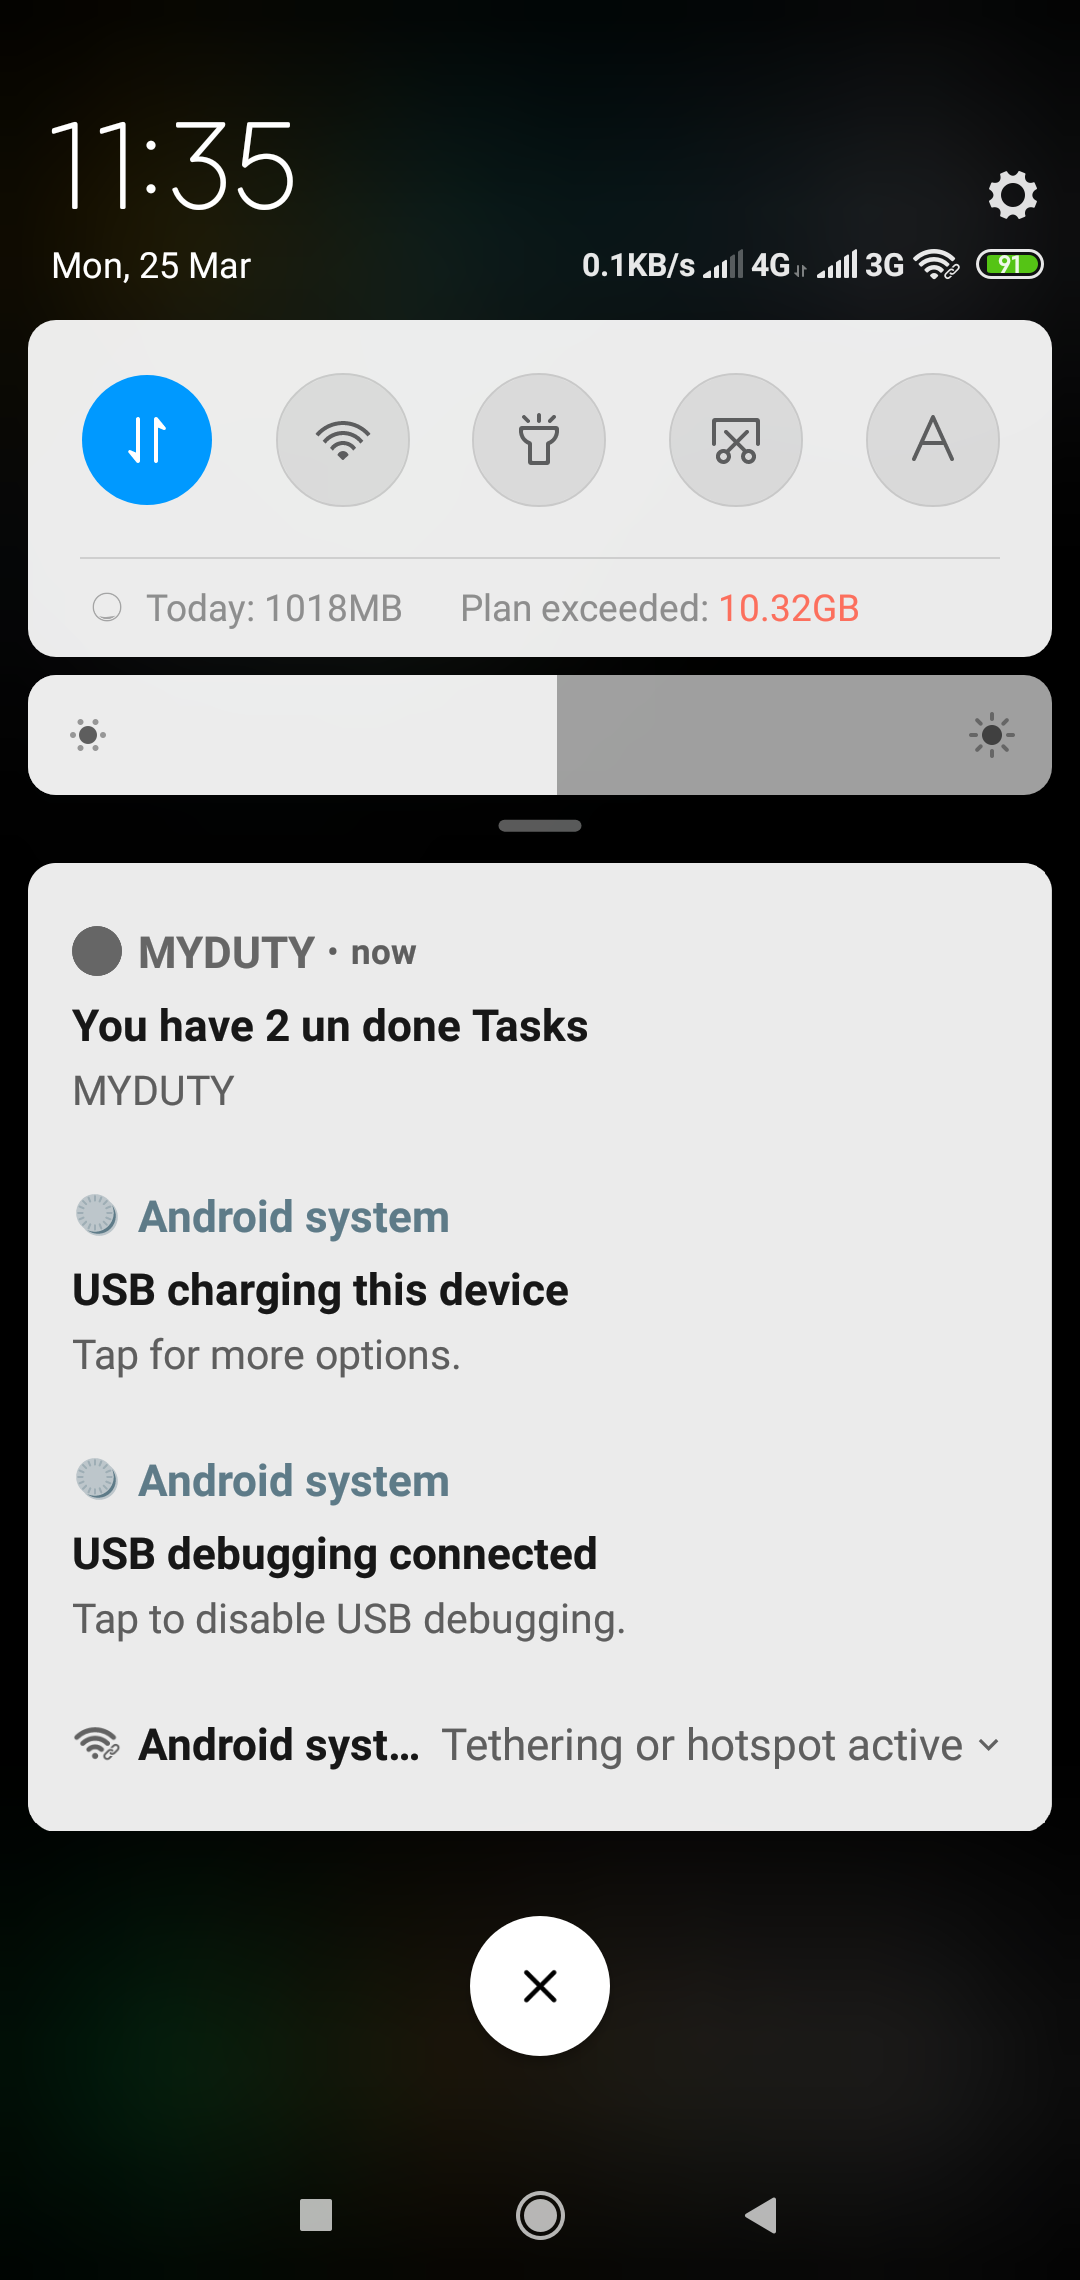 11:35
Mon, 25 Mar
0.1KB/s 4G 3G 91
A
Today: 1018MB Plan exceeded: 10.32GB
MYDUTY · now
You have 2 un done Tasks
MYDUTY
Android system
USB charging this device
Tap for more options.
Android system
USB debugging connected
Tap to disable USB debugging.
Android syst... Tethering or hotspot active